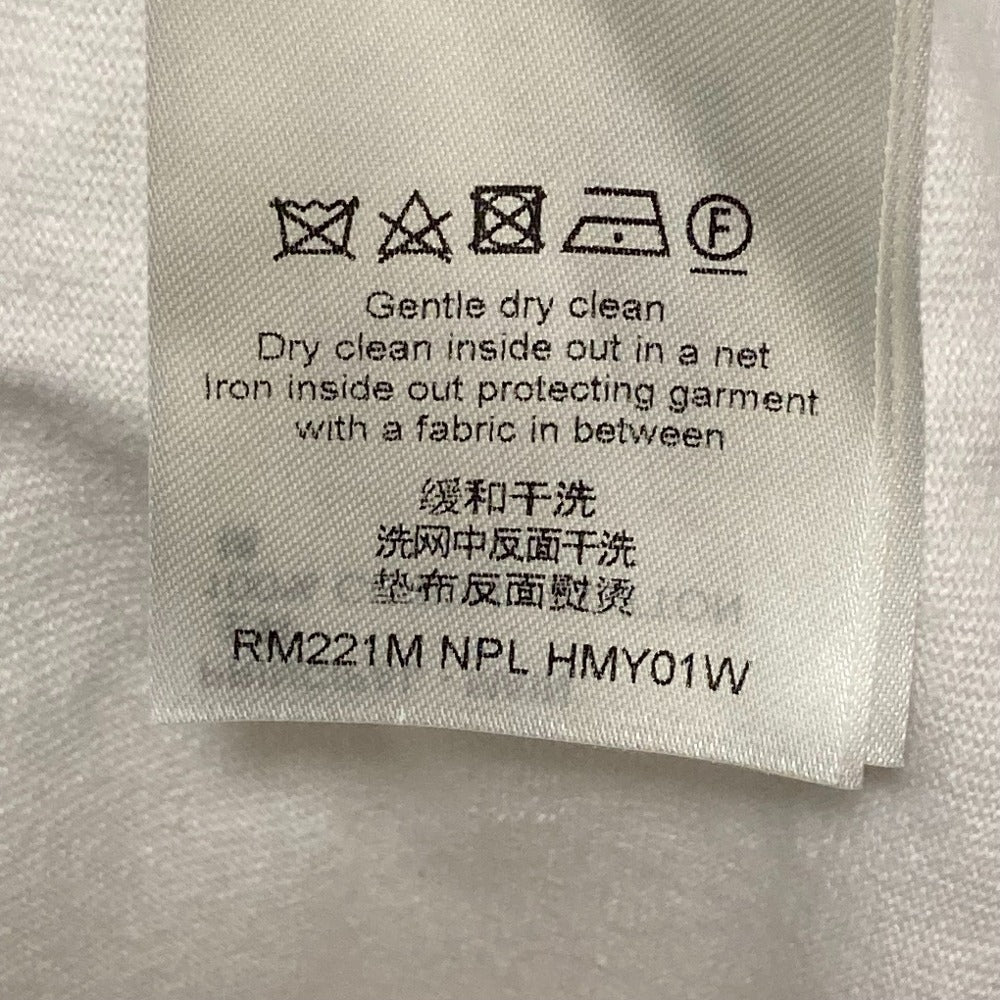 F
Gentle dry clean
Dry clean inside out in a net
Iron inside out protecting garment
with a fabric in between
缓和干洗
洗网中反面干洗
垫布反面熨烫
RM221M NPL HMY01W